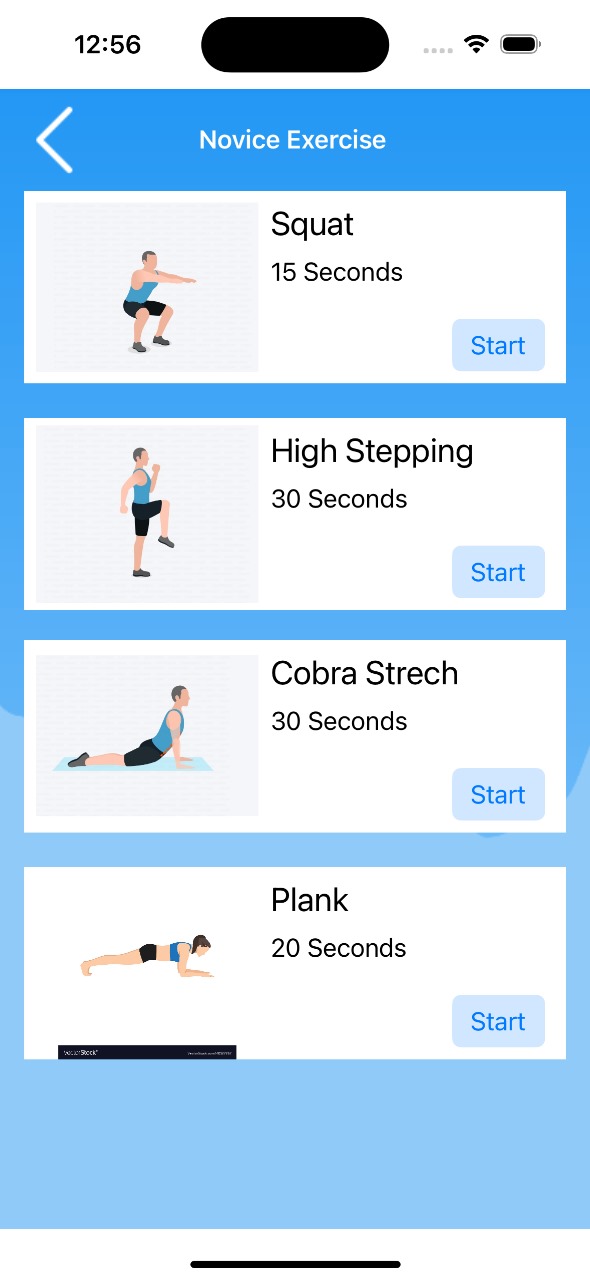 12:56
Novice Exercise
Squat
15 Seconds
Start
High Stepping
30 Seconds
Start
Cobra Strech
30 Seconds
Start
Plank
20 Seconds
Start
VectorStock